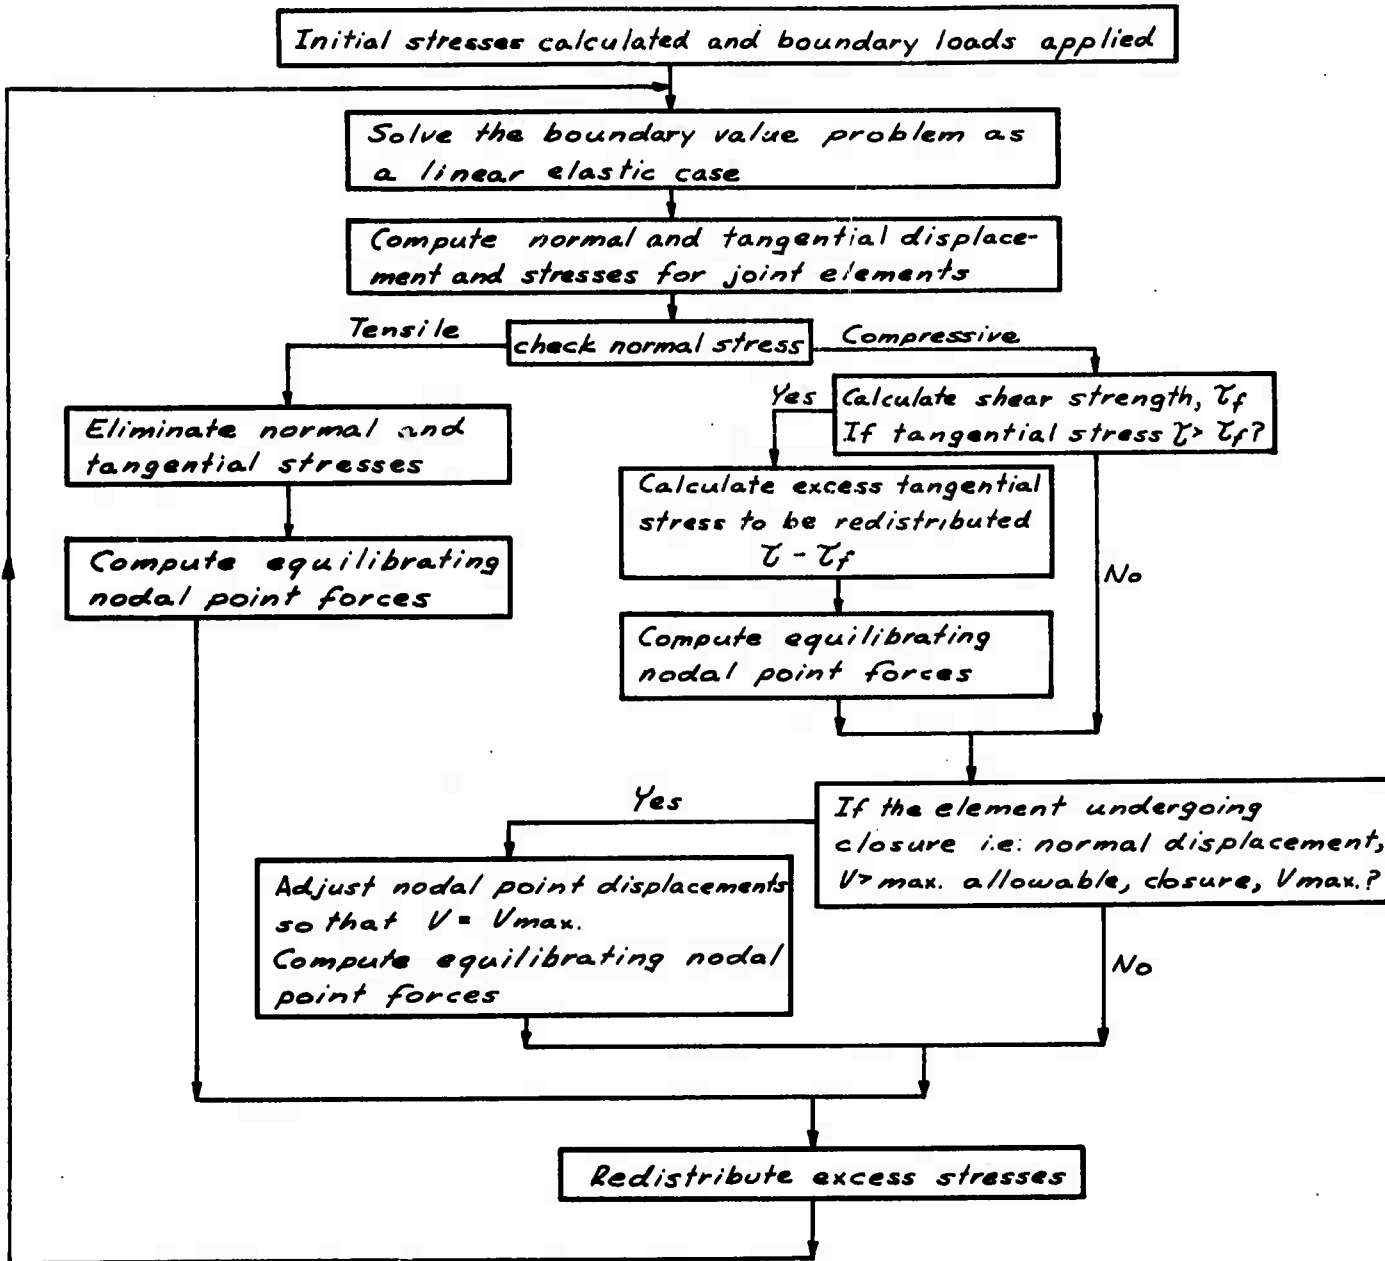 Initial stresses calculated and boundary loads applied
Solve the boundary value problem as
a linear elastic case
Compute normal and tangential displace-
ment and stresses for joint elements
Tensile
check normal stress
Compressive
Eliminate normal and
tangential stresses
Compute equilibrating
nodal point forces
Yes
Calculate shear strength, τf
If tangential stress τ > τf?
Calculate excess tangential
stress to be redistributed
τ - τf
No
Compute equilibrating
nodal point forces
Yes
If the element undergoing
closure i.e: normal displacement,
V > max. allowable, closure, Vmax.?
Adjust nodal point displacements
so that V = Vmax.
Compute equilibrating nodal
point forces
No
Redistribute excess stresses